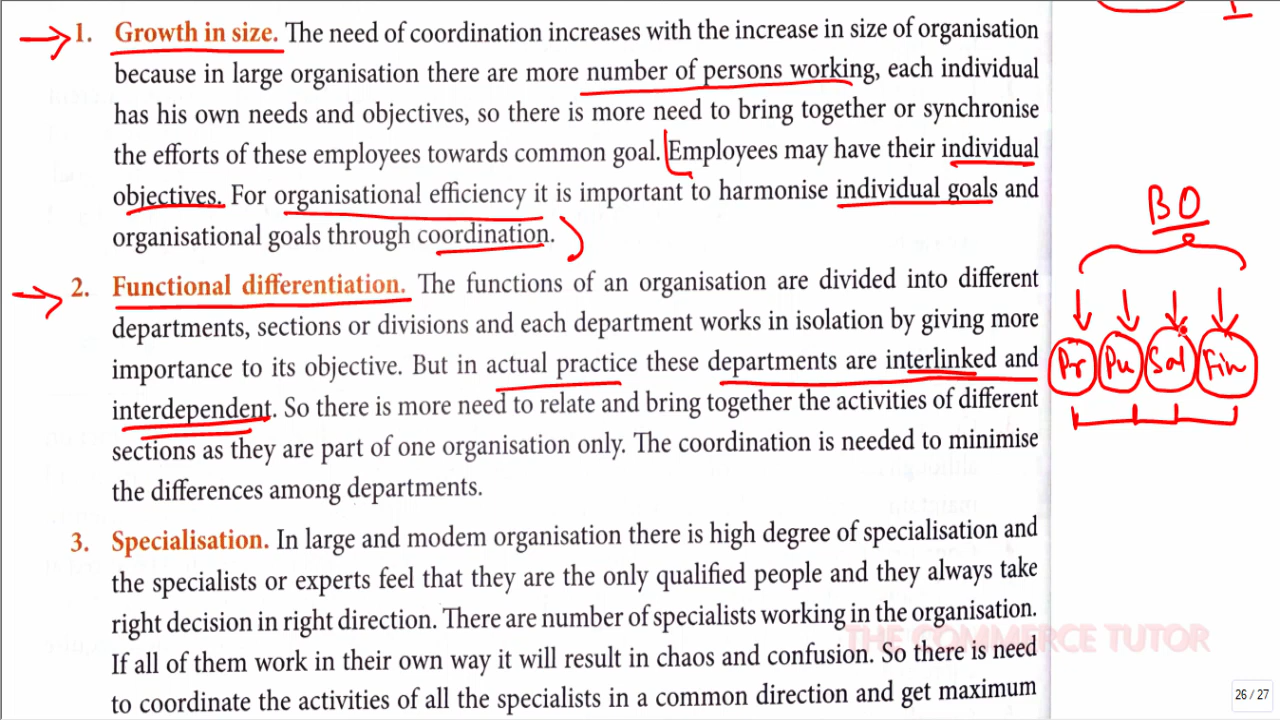 1. Growth in size. The need of coordination increases with the increase in size of organisation
because in large organisation there are more number of persons working, each individual
has his own needs and objectives, so there is more need to bring together or synchronise
the efforts of these employees towards common goal. Employees may have their individual
objectives. For organisational efficiency it is important to harmonise individual goals and
organisational goals through coordination.
2. Functional differentiation. The functions of an organisation are divided into different
departments, sections or divisions and each department works in isolation by giving more
importance to its objective. But in actual practice these departments are interlinked and
interdependent. So there is more need to relate and bring together the activities of different
sections as they are part of one organisation only. The coordination is needed to minimise
the differences among departments.
3. Specialisation. In large and modem organisation there is high degree of specialisation and
the specialists or experts feel that they are the only qualified people and they always take
right decision in right direction. There are number of specialists working in the organisation.
If all of them work in their own way it will result in chaos and confusion. So there is need
to coordinate the activities of all the specialists in a common direction and get maximum
BO
Pr Pu Sal Fin
THE COMMERCE TUTOR
26 / 27